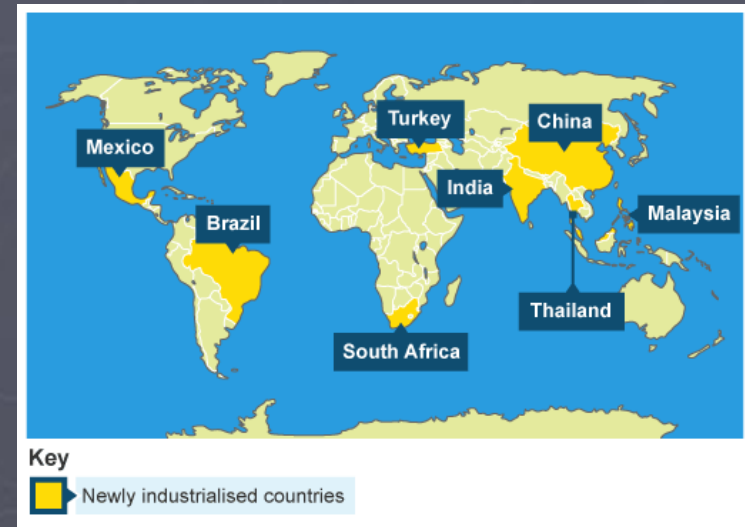 Turkey
China
Mexico
India
Malaysia
Brazil
Thailand
South Africa
Key
Newly industrialised countries